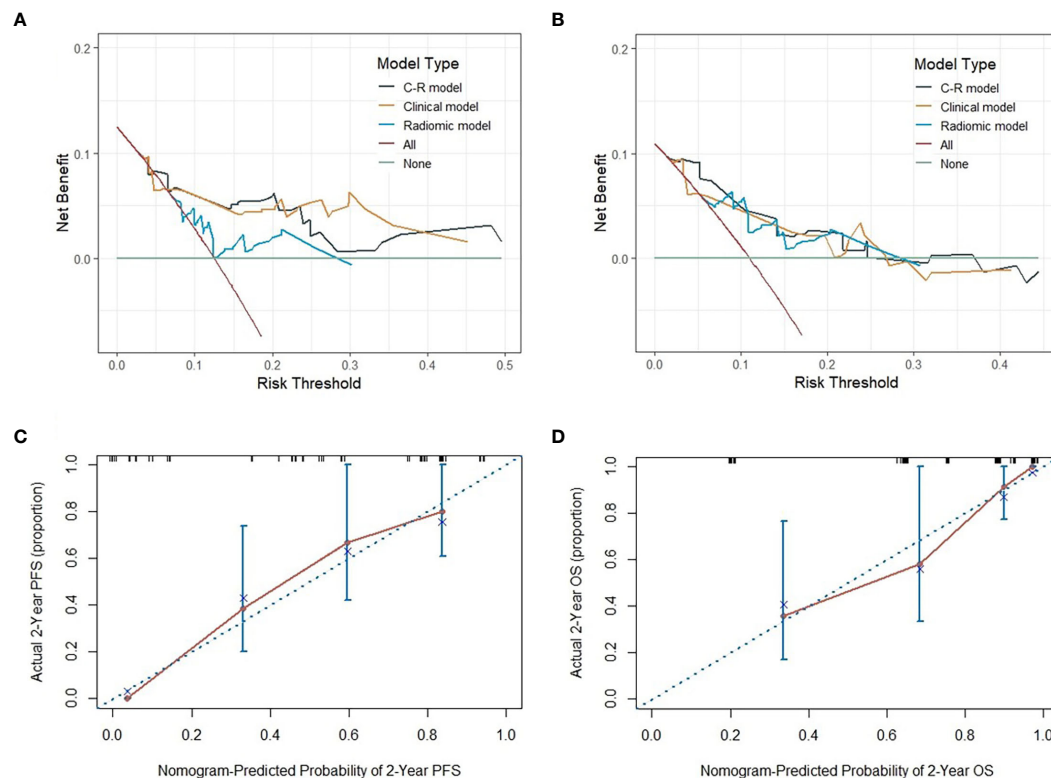 A
0.2
0.1
0.0
Net Benefit
Model Type
C-R model
Clinical model
Radiomic model
All
None
0.0 0.1 0.2 0.3 0.4 0.5
Risk Threshold
B
0.2
0.1
0.0
Net Benefit
Model Type
C-R model
Clinical model
Radiomic model
All
None
0.0 0.1 0.2 0.3 0.4
Risk Threshold
C
1.0
0.8
0.6
0.4
0.2
0.0
Actual 2-Year PFS (proportion)
0.0 0.2 0.4 0.6 0.8 1.0
Nomogram-Predicted Probability of 2-Year PFS
D
1.0
0.8
0.6
0.4
0.2
0.0
Actual 2-Year OS (proportion)
0.0 0.2 0.4 0.6 0.8 1.0
Nomogram-Predicted Probability of 2-Year OS